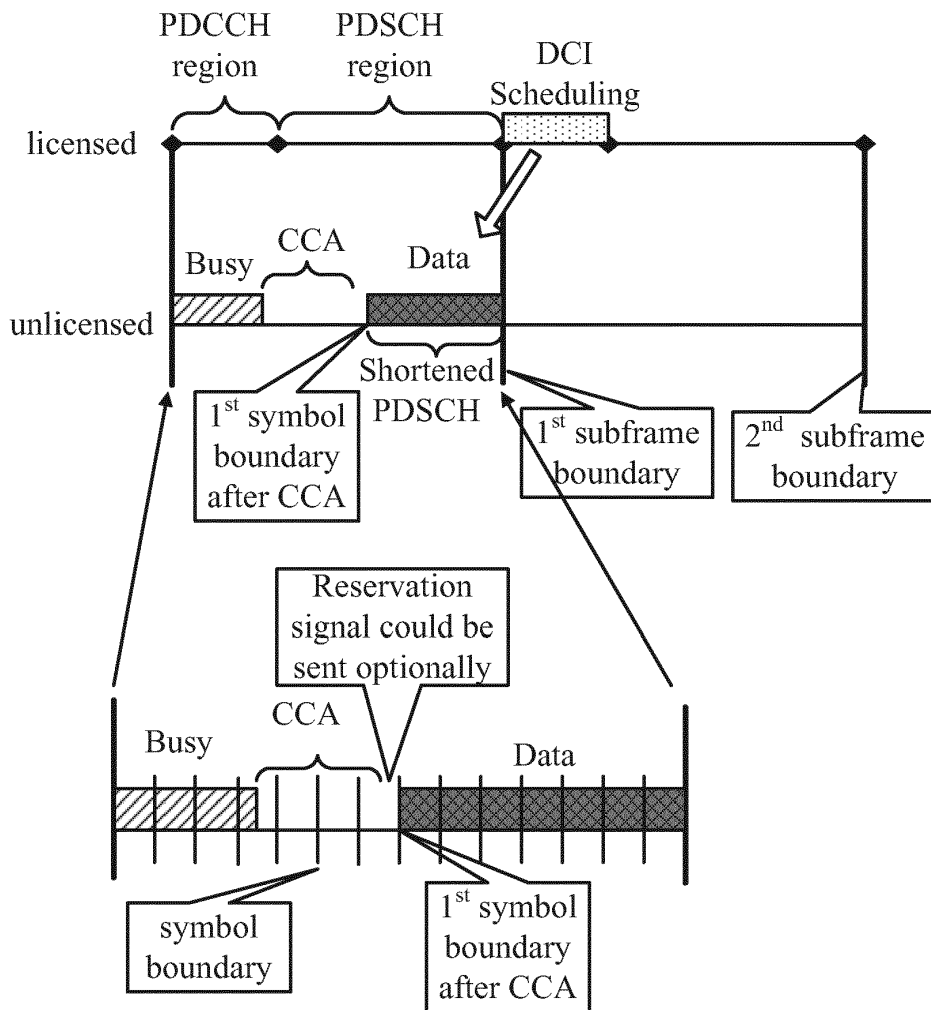 PDCCH
region
PDSCH
region
DCI
Scheduling
licensed
CCA
Busy
Data
unlicensed
Shortened
PDSCH
1st symbol
boundary
after CCA
1st subframe
boundary
2nd subframe
boundary
Reservation
signal could be
sent optionally
CCA
Busy
Data
symbol
boundary
1st symbol
boundary
after CCA